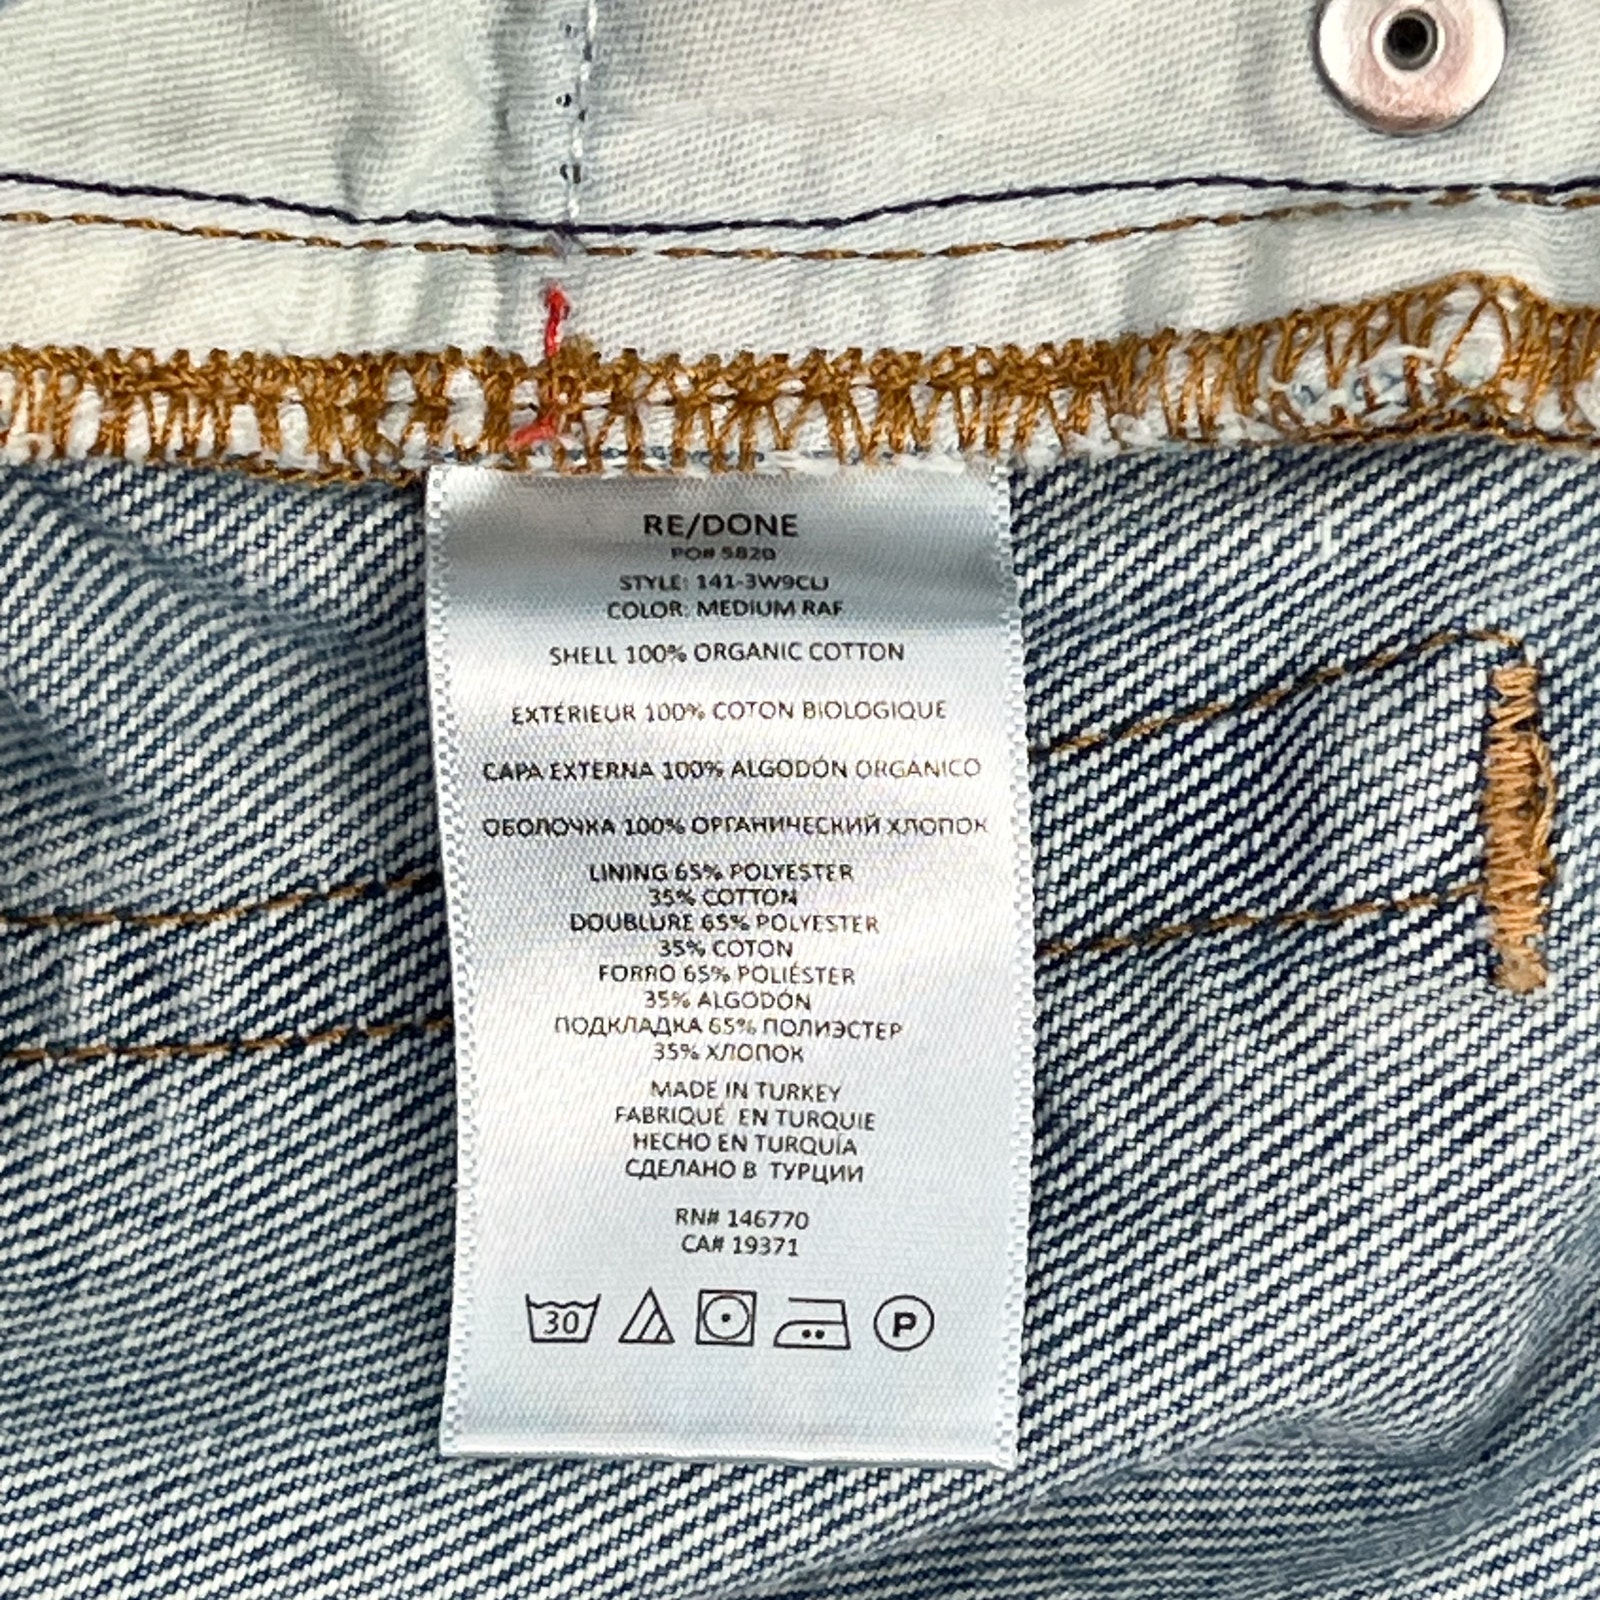 RE/DONE
PO# 5820
STYLE: 141-3W9CLJ
COLOR: MEDIUM RAF
SHELL 100% ORGANIC COTTON
EXTÉRIEUR 100% COTON BIOLOGIQUE
CAPA EXTERNA 100% ALGODÓN ORGÁNICO
ОБОЛОЧКА 100% ОРГАНИЧЕСКИЙ ХЛОПОК
LINING 65% POLYESTER
35% COTTON
DOUBLURE 65% POLYESTER
35% COTON
FORRO 65% POLIÉSTER
35% ALGODÓN
ПОДКЛАДКА 65% ПОЛИЭСТЕР
35% ХЛОПОК
MADE IN TURKEY
FABRIQUÉ EN TURQUIE
HECHO EN TURQUÍA
СДЕЛАНО В ТУРЦИИ
RN# 146770
CA# 19371
30 P